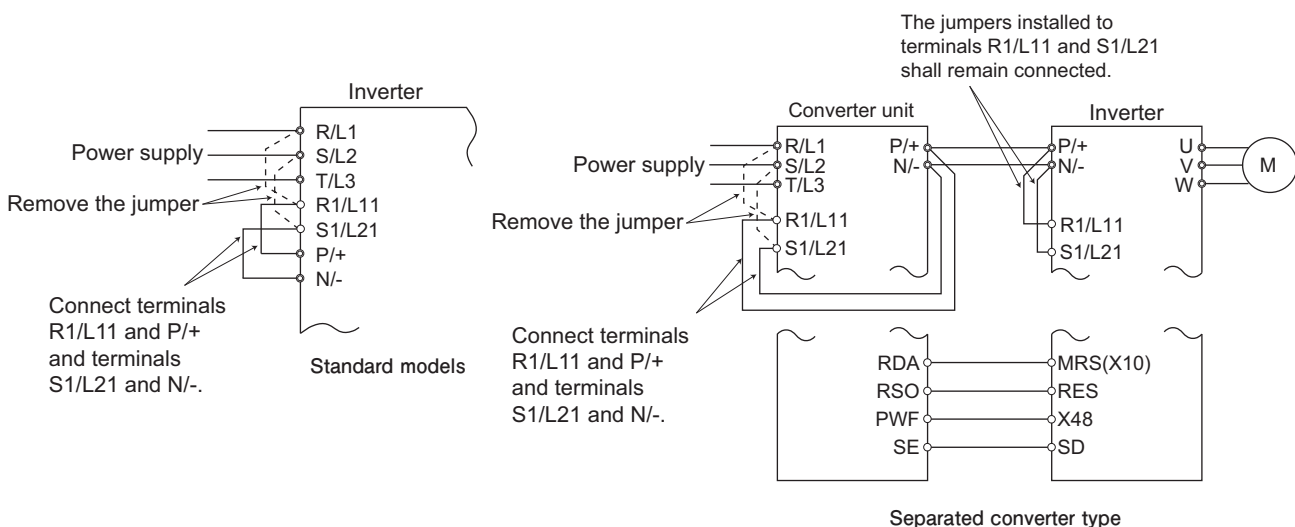 Inverter
R/L1
S/L2
T/L3
R1/L11
S1/L21
P/+
N/-
Power supply
Remove the jumper
Connect terminals
R1/L11 and P/+
and terminals
S1/L21 and N/-.
Standard models
The jumpers installed to
terminals R1/L11 and S1/L21
shall remain connected.
Converter unit
R/L1
S/L2
T/L3
R1/L11
S1/L21
P/+
N/-
Power supply
Remove the jumper
Connect terminals
R1/L11 and P/+
and terminals
S1/L21 and N/-.
Inverter
P/+
N/-
R1/L11
S1/L21
U
V
W
M
RDA
RSO
PWF
SE
MRS(X10)
RES
X48
SD
Separated converter type